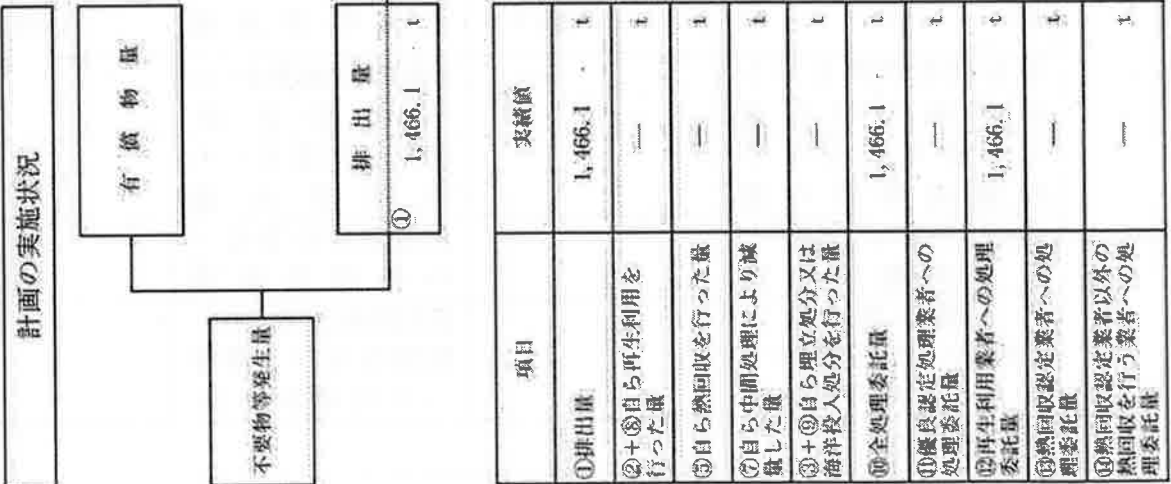 計画の実施状況
有償物量
不要物等発生量
排出量
① 1,466.1 t
項目 実績値
①排出量 1,466.1 t
②+⑧自ら再生利用を
行った量 — t
⑤自ら熱回収を行った量 — t
⑦自ら中間処理により減
量した量 — t
③+⑨自ら埋立処分又は
海洋投入処分を行った量 — t
⑩全処理委託量 1,466.1 t
⑪優良認定処理業者への
処理委託量 — t
⑫再生利用業者への処理
委託量 1,466.1 t
⑬熱回収認定業者への処
理委託量 — t
⑭熱回収認定業者以外の
熱回収を行う業者への処
理委託量 — t